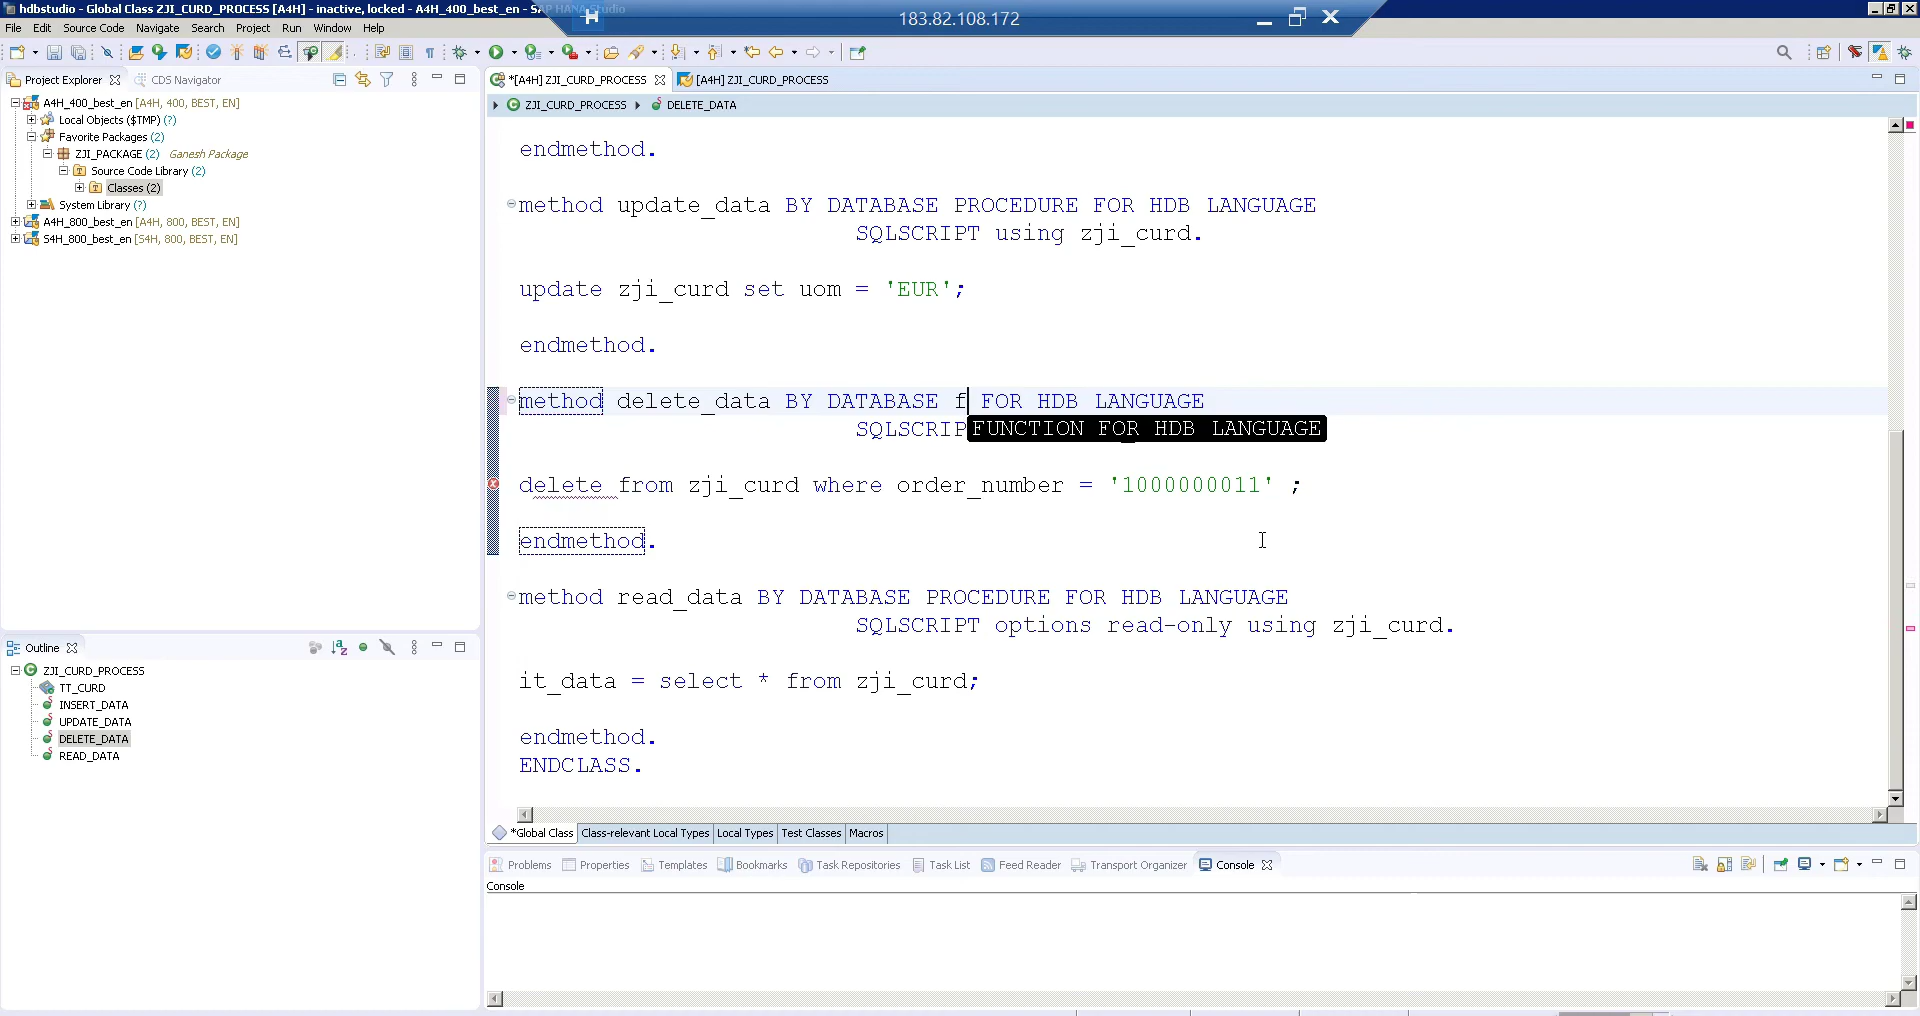 hdbstudio - Global Class ZJI_CURD_PROCESS [A4H] - inactive, locked - A4H_400_best_en - SAP HANA Studio
183.82.108.172
File Edit Source Code Navigate Search Project Run Window Help
Project Explorer CDS Navigator
A4H_400_best_en [A4H, 400, BEST, EN]
Local Objects ($TMP) (?)
Favorite Packages (2)
ZJI_PACKAGE (2) Ganesh Package
Source Code Library (2)
Classes (2)
System Library (?)
A4H_800_best_en [A4H, 800, BEST, EN]
S4H_800_best_en [S4H, 800, BEST, EN]
Outline
ZJI_CURD_PROCESS
TT_CURD
INSERT_DATA
UPDATE_DATA
DELETE_DATA
READ_DATA
*[A4H] ZJI_CURD_PROCESS [A4H] ZJI_CURD_PROCESS
ZJI_CURD_PROCESS DELETE_DATA
endmethod.
method update_data BY DATABASE PROCEDURE FOR HDB LANGUAGE
SQLSCRIPT using zji_curd.
update zji_curd set uom = 'EUR';
endmethod.
method delete_data BY DATABASE f FOR HDB LANGUAGE
SQLSCRIP FUNCTION FOR HDB LANGUAGE
delete from zji_curd where order_number = '1000000011' ;
endmethod.
method read_data BY DATABASE PROCEDURE FOR HDB LANGUAGE
SQLSCRIPT options read-only using zji_curd.
it_data = select * from zji_curd;
endmethod.
ENDCLASS.
*Global Class Class-relevant Local Types Local Types Test Classes Macros
Problems Properties Templates Bookmarks Task Repositories Task List Feed Reader Transport Organizer Console
Console